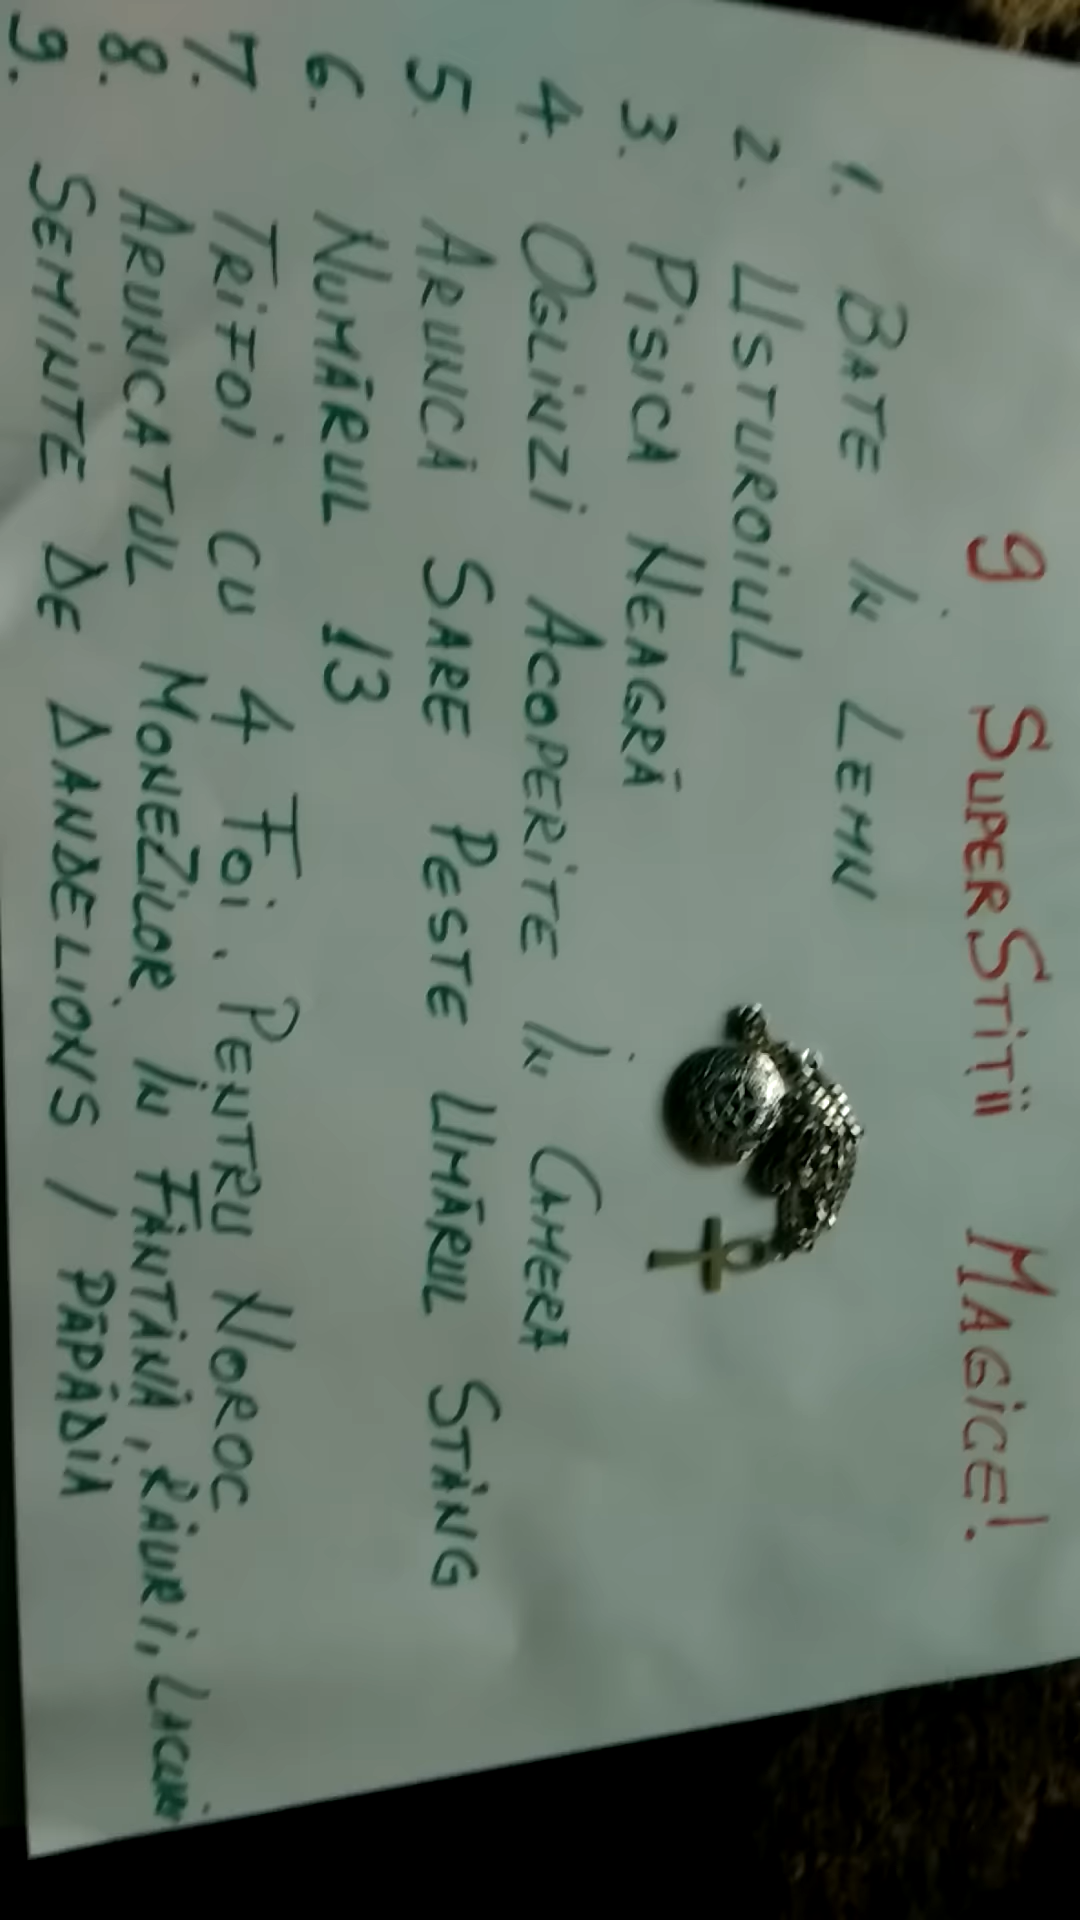 9 SUPERSTIȚII MAGICE!
1. BATE ÎN LEMN
2. USTUROIUL
3. PISICA NEAGRĂ
4. OGLINZI ACOPERITE ÎN CAMERĂ
5. ARUNCĂ SARE PESTE UMĂRUL STÂNG
6. NUMĂRUL 13
7. TRIFOI CU 4 FOI. PENTRU NOROC
8. ARUNCATUL MONEZILOR ÎN FÂNTÂNĂ, RÂURI, LACURI
9. SEMINTE DE DANDELIONS / PĂPĂDIA